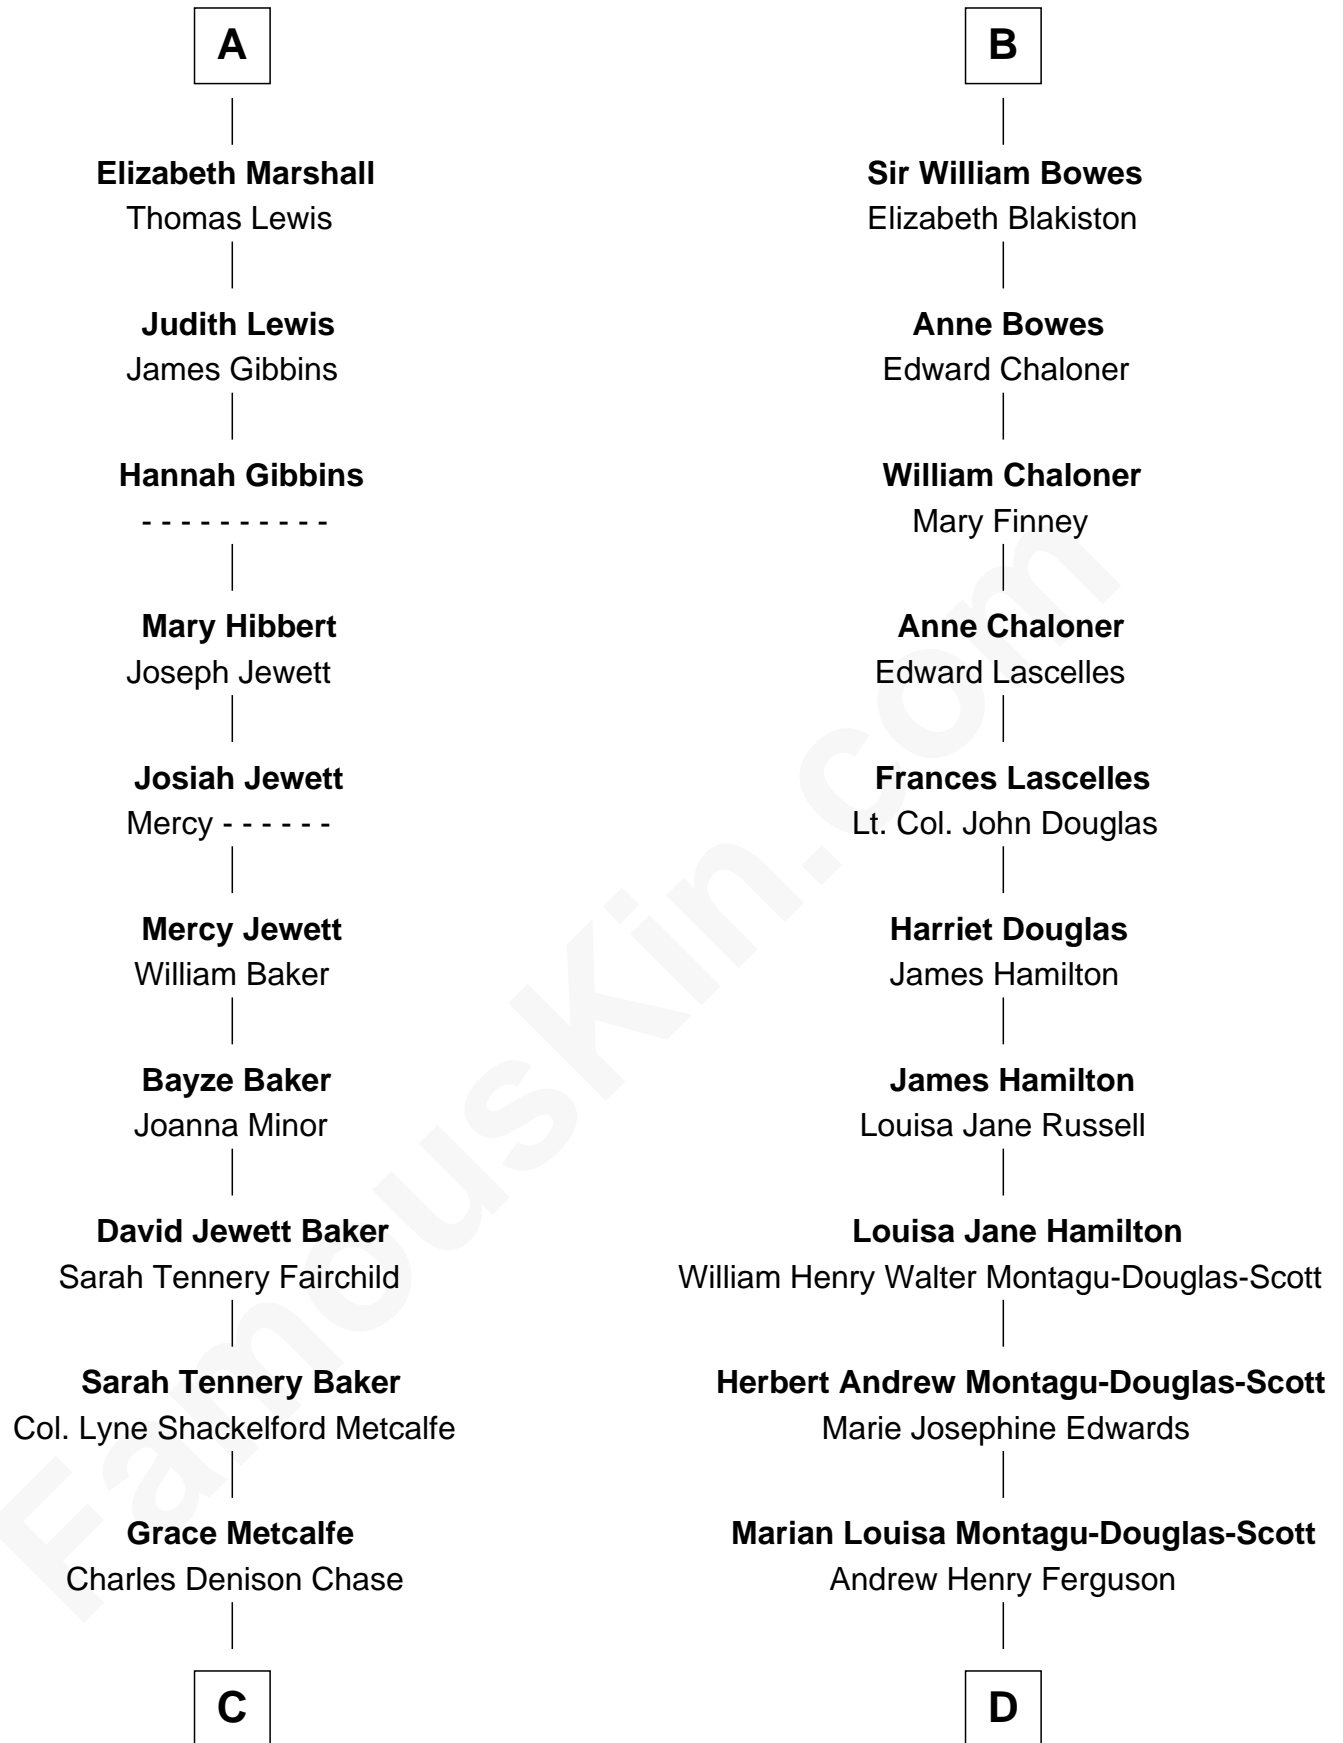 A
Elizabeth Marshall
Thomas Lewis
Judith Lewis
James Gibbins
Hannah Gibbins
- - - - - - - - - -
Mary Hibbert
Joseph Jewett
Josiah Jewett
Mercy - - - - - -
Mercy Jewett
William Baker
Bayze Baker
Joanna Minor
David Jewett Baker
Sarah Tennery Fairchild
Sarah Tennery Baker
Col. Lyne Shackelford Metcalfe
Grace Metcalfe
Charles Denison Chase
C
B
Sir William Bowes
Elizabeth Blakiston
Anne Bowes
Edward Chaloner
William Chaloner
Mary Finney
Anne Chaloner
Edward Lascelles
Frances Lascelles
Lt. Col. John Douglas
Harriet Douglas
James Hamilton
James Hamilton
Louisa Jane Russell
Louisa Jane Hamilton
William Henry Walter Montagu-Douglas-Scott
Herbert Andrew Montagu-Douglas-Scott
Marie Josephine Edwards
Marian Louisa Montagu-Douglas-Scott
Andrew Henry Ferguson
D
FamousKin.com